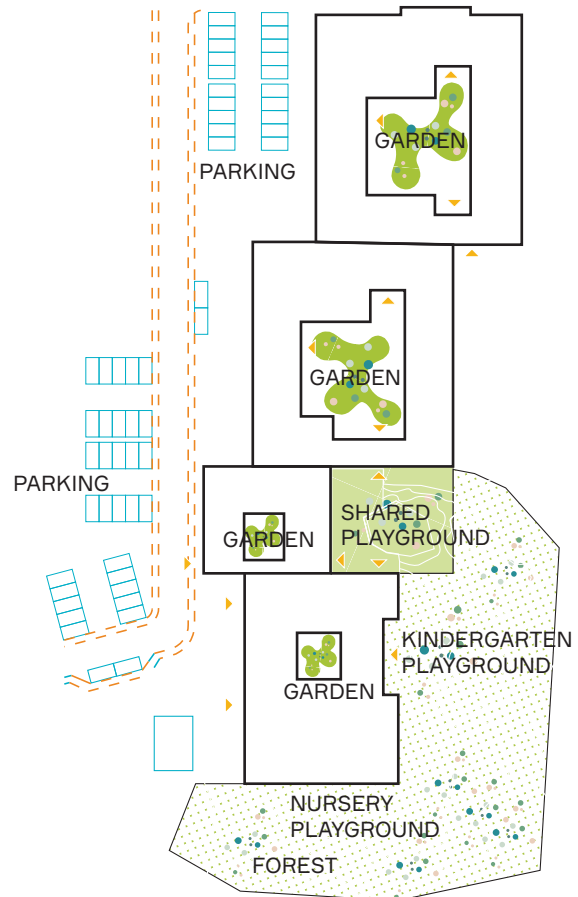 GARDEN
PARKING
GARDEN
PARKING
SHARED
PLAYGROUND
GARDEN
KINDERGARTEN
PLAYGROUND
GARDEN
NURSERY
PLAYGROUND
FOREST